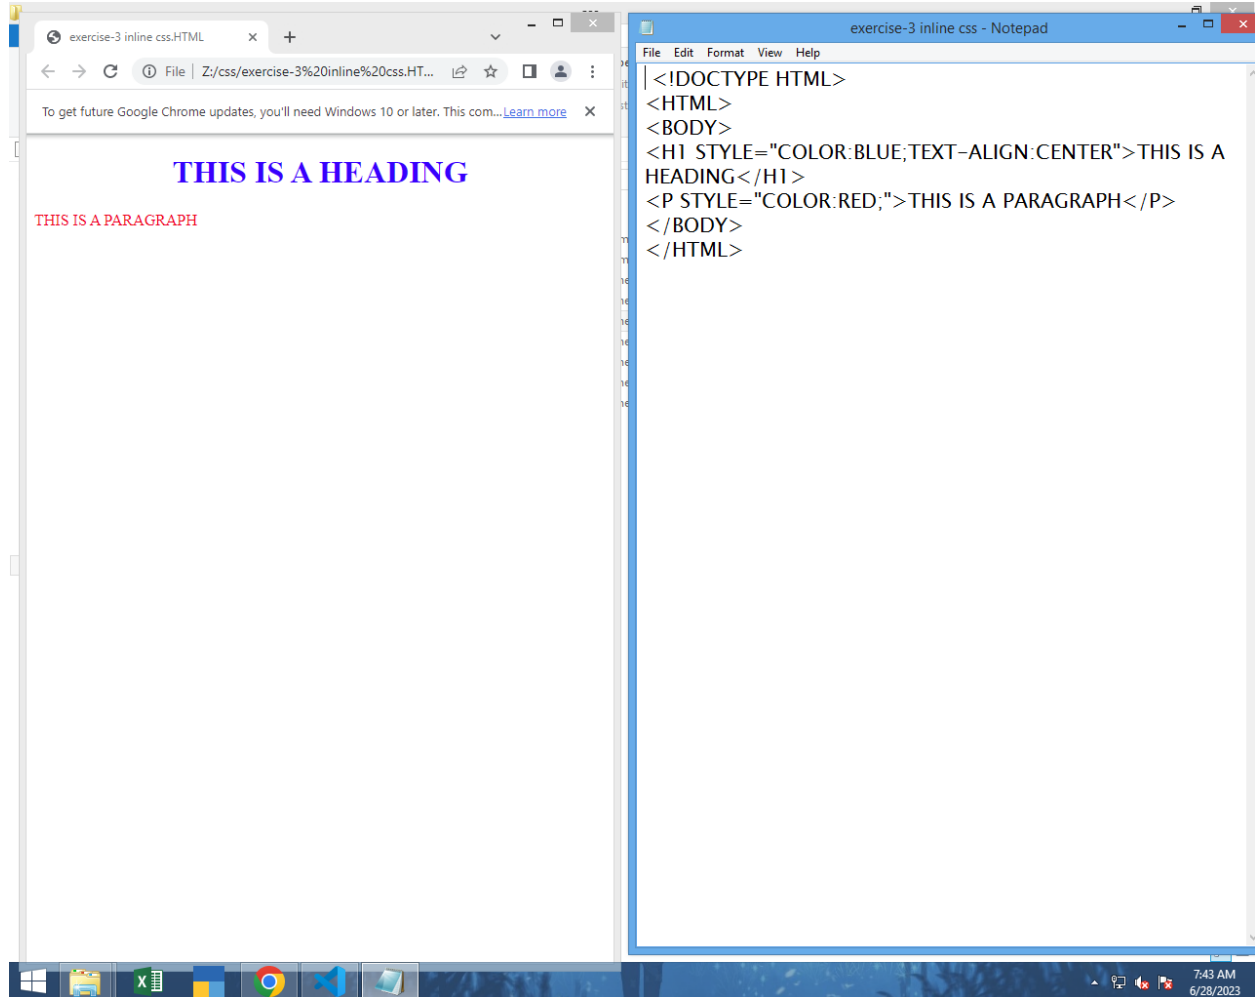 exercise-3 inline css.HTML
File
Z:/css/exercise-3%20inline%20css.HT...
To get future Google Chrome updates, you'll need Windows 10 or later. This com...Learn more
THIS IS A HEADING
THIS IS A PARAGRAPH
exercise-3 inline css - Notepad
File Edit Format View Help
<!DOCTYPE HTML>
<HTML>
<BODY>
<H1 STYLE="COLOR:BLUE;TEXT-ALIGN:CENTER">THIS IS A
HEADING</H1>
<P STYLE="COLOR:RED;">THIS IS A PARAGRAPH</P>
</BODY>
</HTML>
7:43 AM
6/28/2023